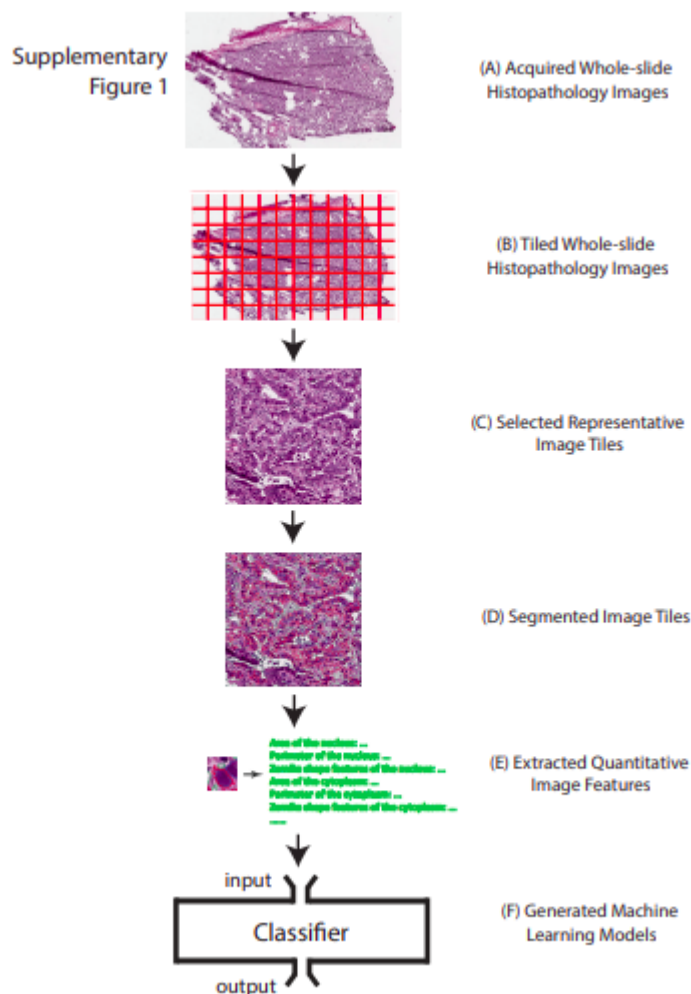 Supplementary
Figure 1
(A) Acquired Whole-slide
Histopathology Images
(B) Tiled Whole-slide
Histopathology Images
(C) Selected Representative
Image Tiles
(D) Segmented Image Tiles
Area of the nucleus: ...
Perimeter of the nucleus: ...
Zernike shape features of the nucleus: ...
Area of the cytoplasm: ...
Perimeter of the cytoplasm: ...
Zernike shape features of the cytoplasm: ...
......
(E) Extracted Quantitative
Image Features
input
Classifier
output
(F) Generated Machine
Learning Models